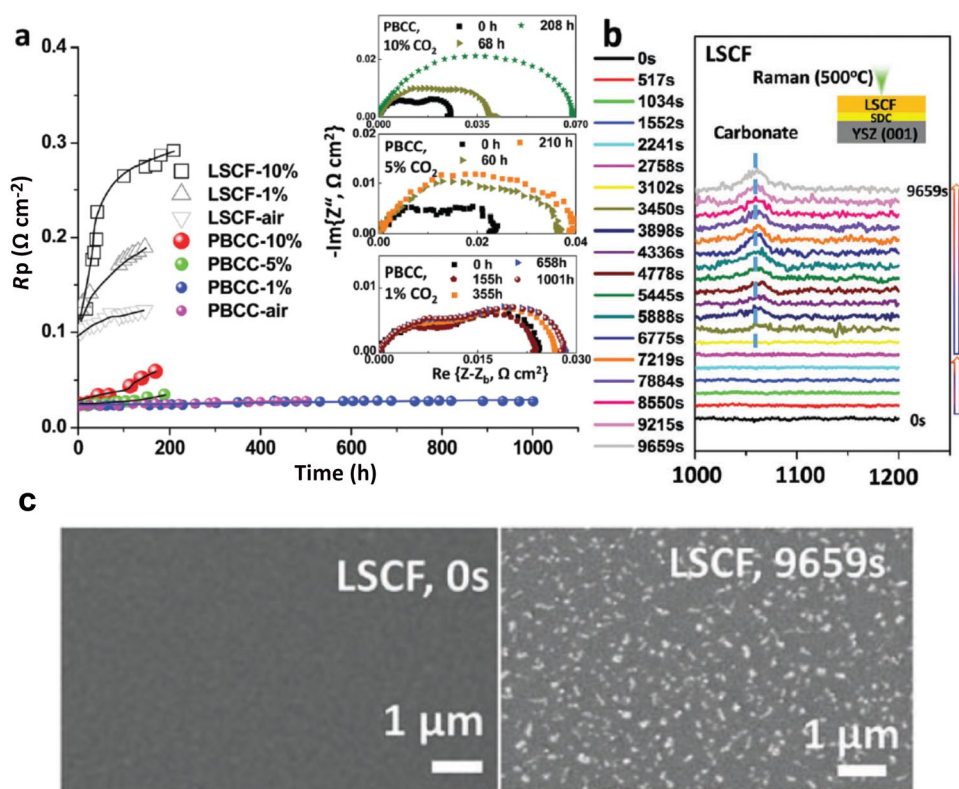 a
Rp (Ω cm⁻²)
0.4
0.3
0.2
0.1
0.0
0
200
400
600
800
1000
Time (h)
LSCF-10%
LSCF-1%
LSCF-air
PBCC-10%
PBCC-5%
PBCC-1%
PBCC-air
-Im{Z", Ω cm²)
PBCC, 0 h 208 h
10% CO₂ 68 h
0.02
0.00
0.000 0.035 0.070
PBCC, 0 h 210 h
5% CO₂ 60 h
0.02
0.01
0.00
0.00 0.02 0.04
PBCC, 0 h 658h
155h 1001h
1% CO₂ 355h
0.01
0.00
0.000 0.015 0.030
Re {Z-Z_b, Ω cm²}
b
0s
517s
1034s
1552s
2241s
2758s
3102s
3450s
3898s
4336s
4778s
5445s
5888s
6775s
7219s
7884s
8550s
9215s
9659s
LSCF
Raman (500°C)
LSCF
SDC
YSZ (001)
Carbonate
9659s
0s
1000 1100 1200
c
LSCF, 0s
1 μm
LSCF, 9659s
1 μm